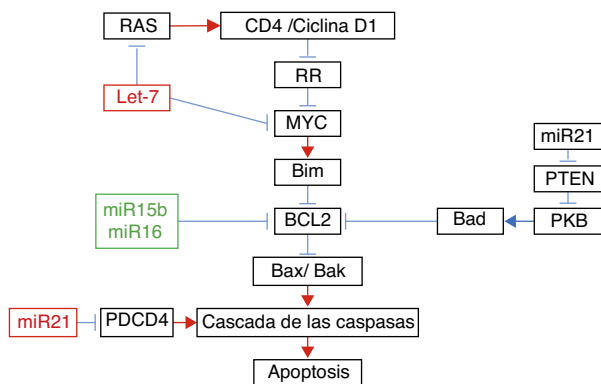 RAS
CD4 /Ciclina D1
RR
Let-7
MYC
miR21
Bim
PTEN
miR15b
miR16
BCL2
Bad
PKB
Bax/ Bak
miR21
PDCD4
Cascada de las caspasas
Apoptosis